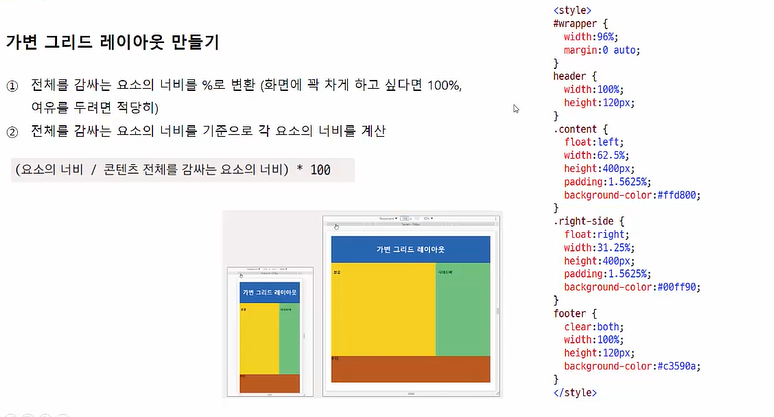 가변 그리드 레이아웃 만들기
① 전체를 감싸는 요소의 너비를 %로 변환 (화면에 꽉 차게 하고 싶다면 100%,
여유를 두려면 적당히)
② 전체를 감싸는 요소의 너비를 기준으로 각 요소의 너비를 계산
(요소의 너비 / 콘텐츠 전체를 감싸는 요소의 너비) * 100
가변 그리드 레이아웃
본문
사이드바
푸터
가변 그리드 레이아웃
<style>
#wrapper {
width:96%;
margin:0 auto;
}
header {
width:100%;
height:120px;
}
.content {
float:left;
width:62.5%;
height:400px;
padding:1.5625%;
background-color:#ffd800;
}
.right-side {
float:right;
width:31.25%;
height:400px;
padding:1.5625%;
background-color:#00ff90;
}
footer {
clear:both;
width:100%;
height:120px;
background-color:#c3590a;
}
</style>